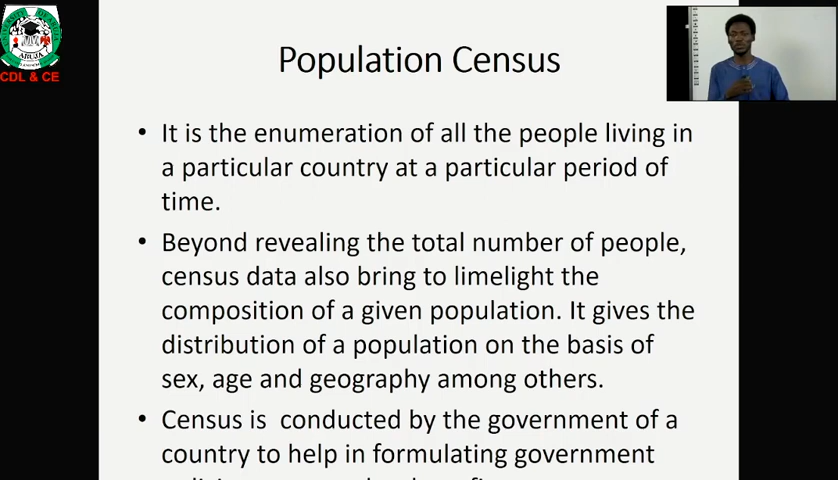 ABUJA
CDL & CE
Population Census
• It is the enumeration of all the people living in
a particular country at a particular period of
time.
• Beyond revealing the total number of people,
census data also bring to limelight the
composition of a given population. It gives the
distribution of a population on the basis of
sex, age and geography among others.
• Census is  conducted by the government of a
country to help in formulating government